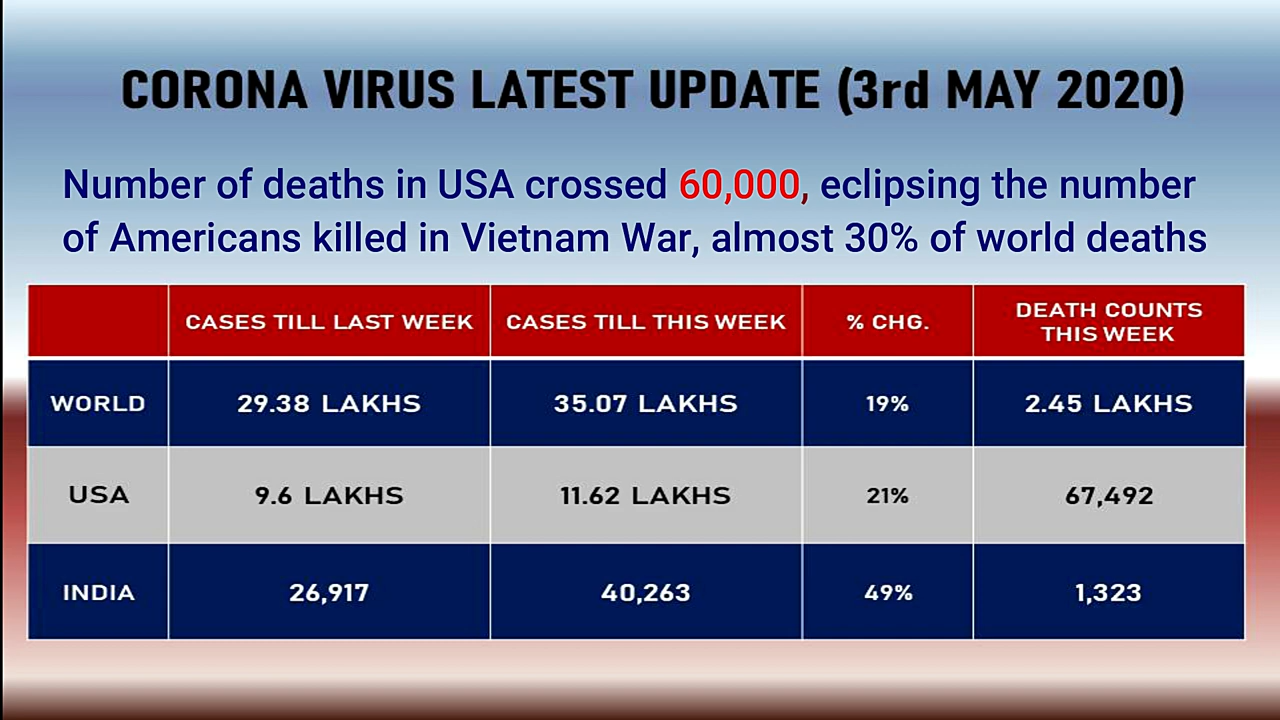 CORONA VIRUS LATEST UPDATE (3rd MAY 2020)
Number of deaths in USA crossed 60,000, eclipsing the number
of Americans killed in Vietnam War, almost 30% of world deaths
CASES TILL LAST WEEK CASES TILL THIS WEEK % CHG. DEATH COUNTS
THIS WEEK
WORLD 29.38 LAKHS 35.07 LAKHS 19% 2.45 LAKHS
USA 9.6 LAKHS 11.62 LAKHS 21% 67,492
INDIA 26,917 40,263 49% 1,323